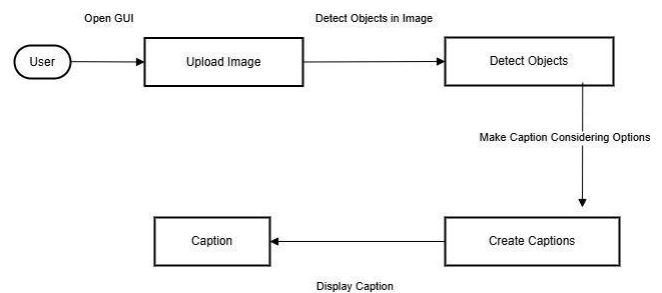 Open GUI
Detect Objects in Image
User
Upload Image
Detect Objects
Make Caption Considering Options
Caption
Create Captions
Display Caption